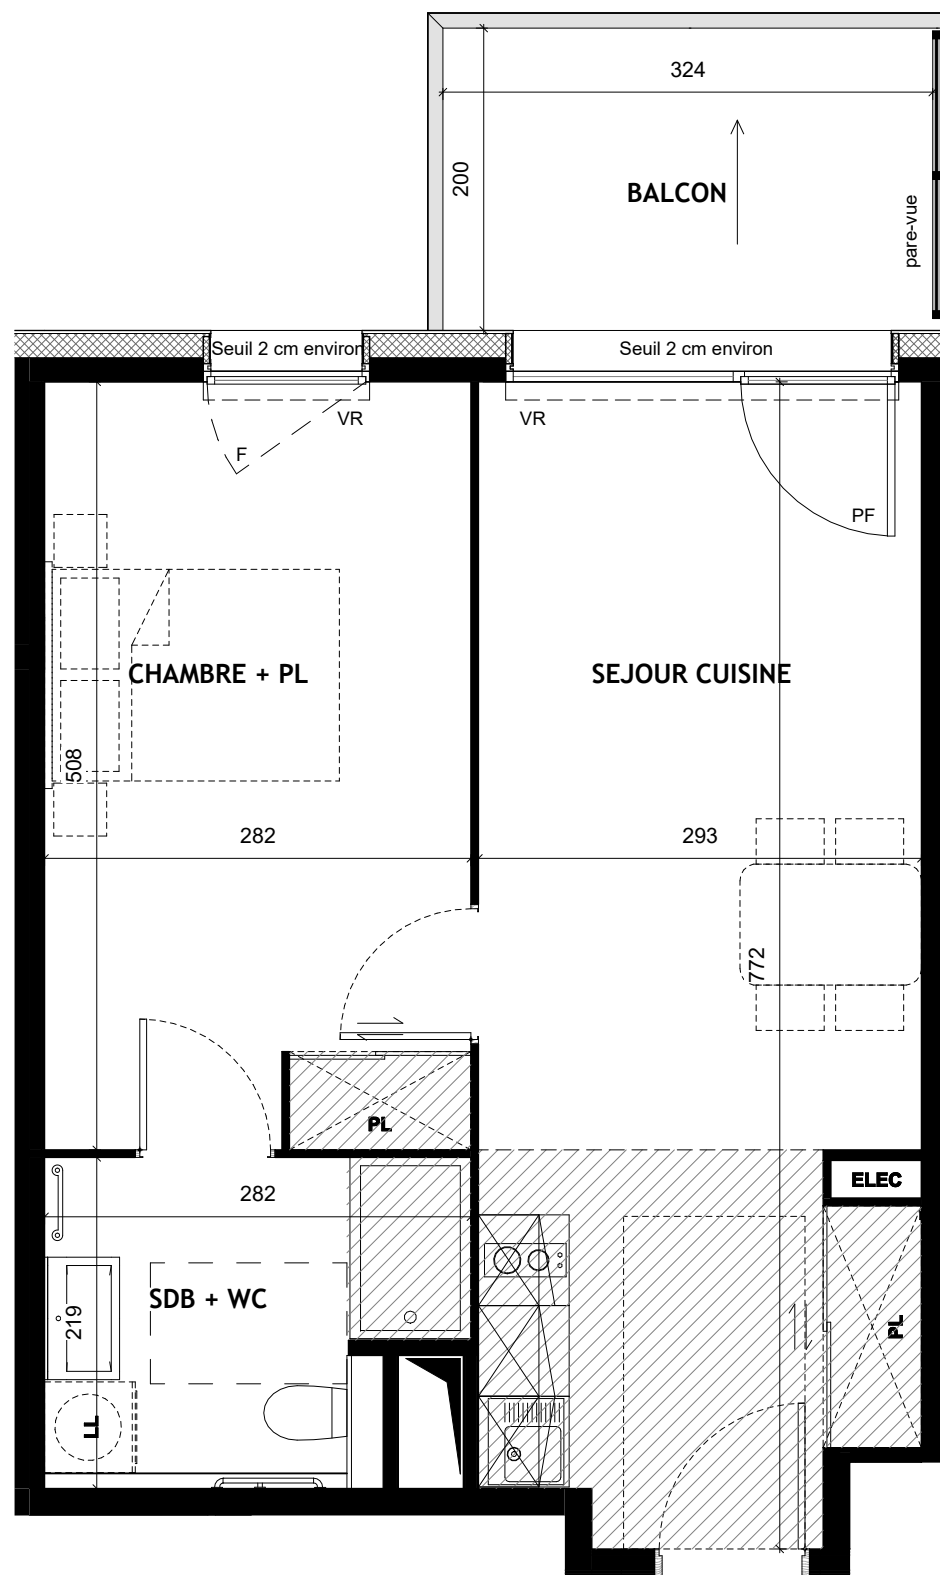 324
200
BALCON
pare-vue
Seuil 2 cm environ
Seuil 2 cm environ
VR
VR
F
PF
CHAMBRE + PL
SEJOUR CUISINE
508
282
293
772
PL
ELEC
282
SDB + WC
219
PL
LL